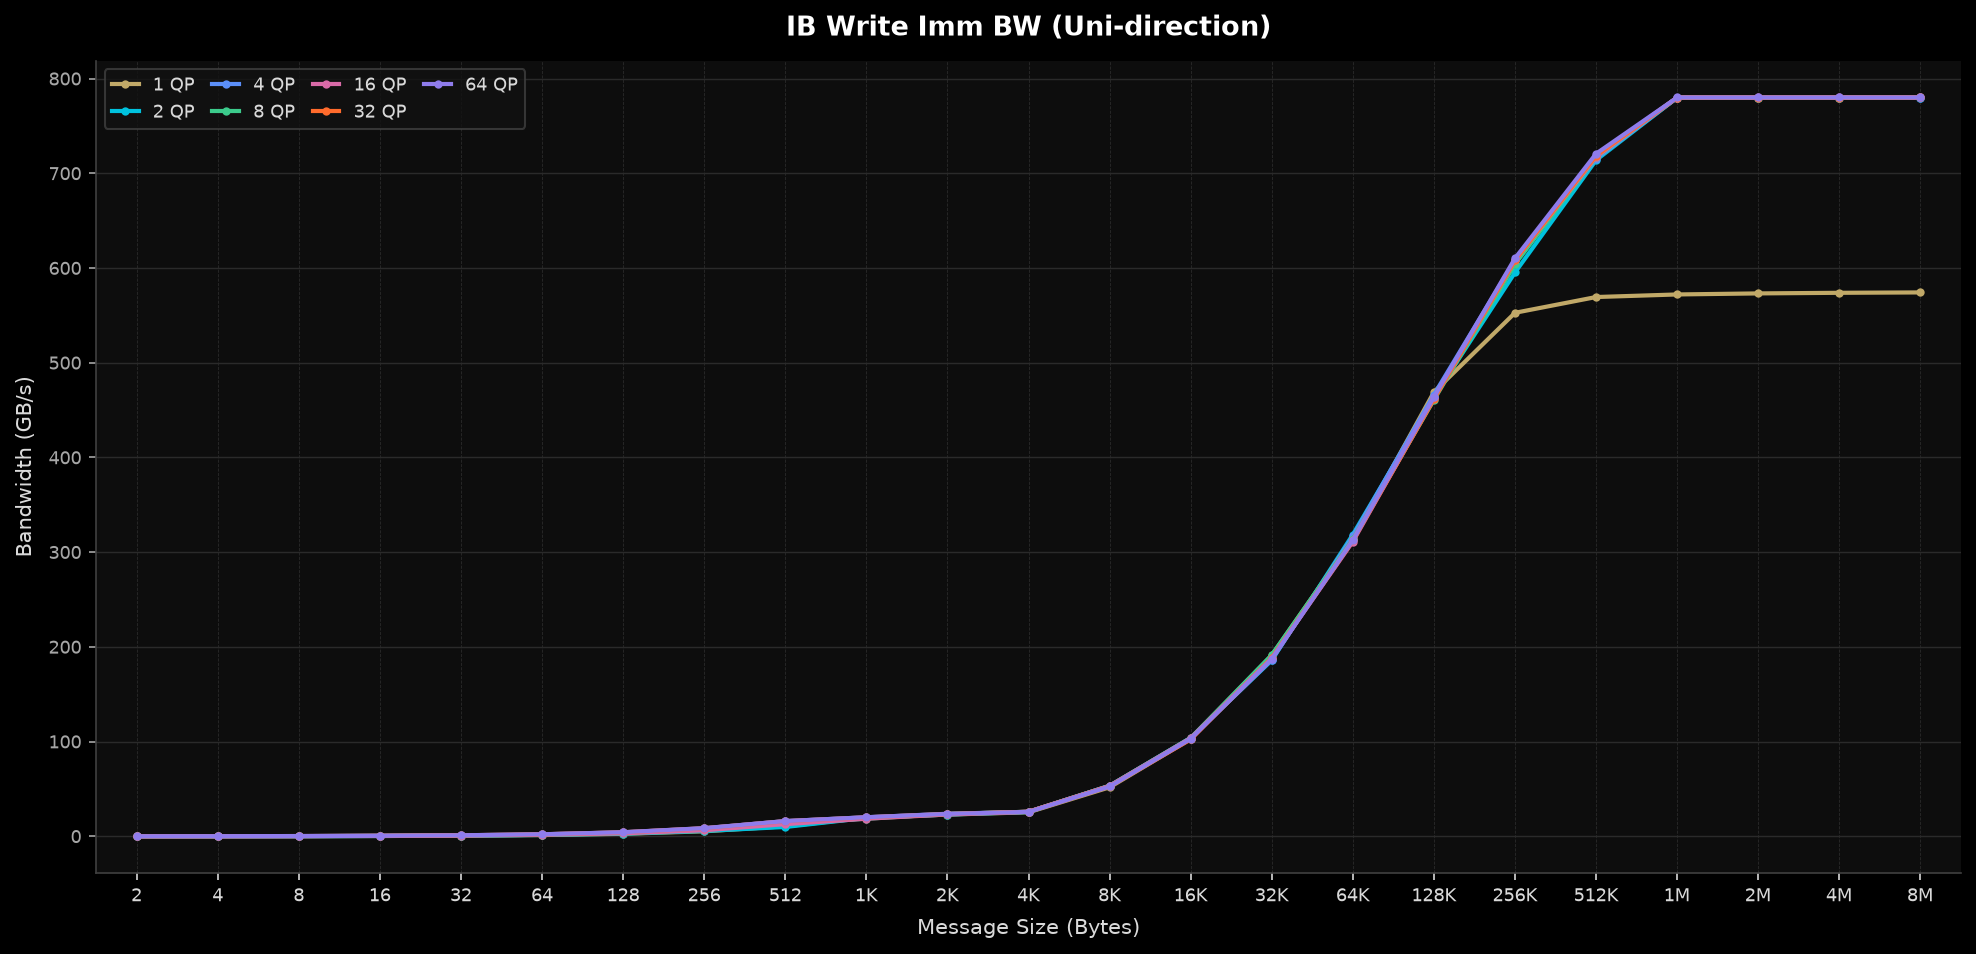 IB Write Imm BW (Uni-direction)
1 QP 4 QP 16 QP 64 QP
2 QP 8 QP 32 QP
Bandwidth (GB/s)
800
700
600
500
400
300
200
100
0
2 4 8 16 32 64 128 256 512 1K 2K 4K 8K 16K 32K 64K 128K 256K 512K 1M 2M 4M 8M
Message Size (Bytes)